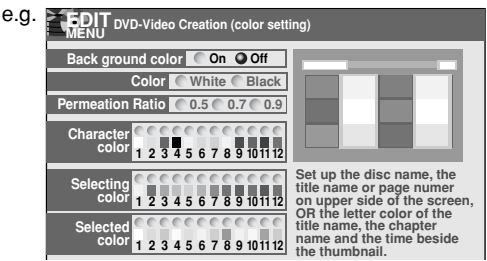 e.g.
EDIT
MENU
DVD-Video Creation (color setting)
Back ground color On Off
Color White Black
Permeation Ratio 0.5 0.7 0.9
Character
color
1 2 3 4 5 6 7 8 9 10 11 12
Selecting
color
1 2 3 4 5 6 7 8 9 10 11 12
Selected
color
1 2 3 4 5 6 7 8 9 10 11 12
Set up the disc name, the
title name or page numer
on upper side of the screen,
OR the letter color of the
title name, the chapter
name and the time beside
the thumbnail.